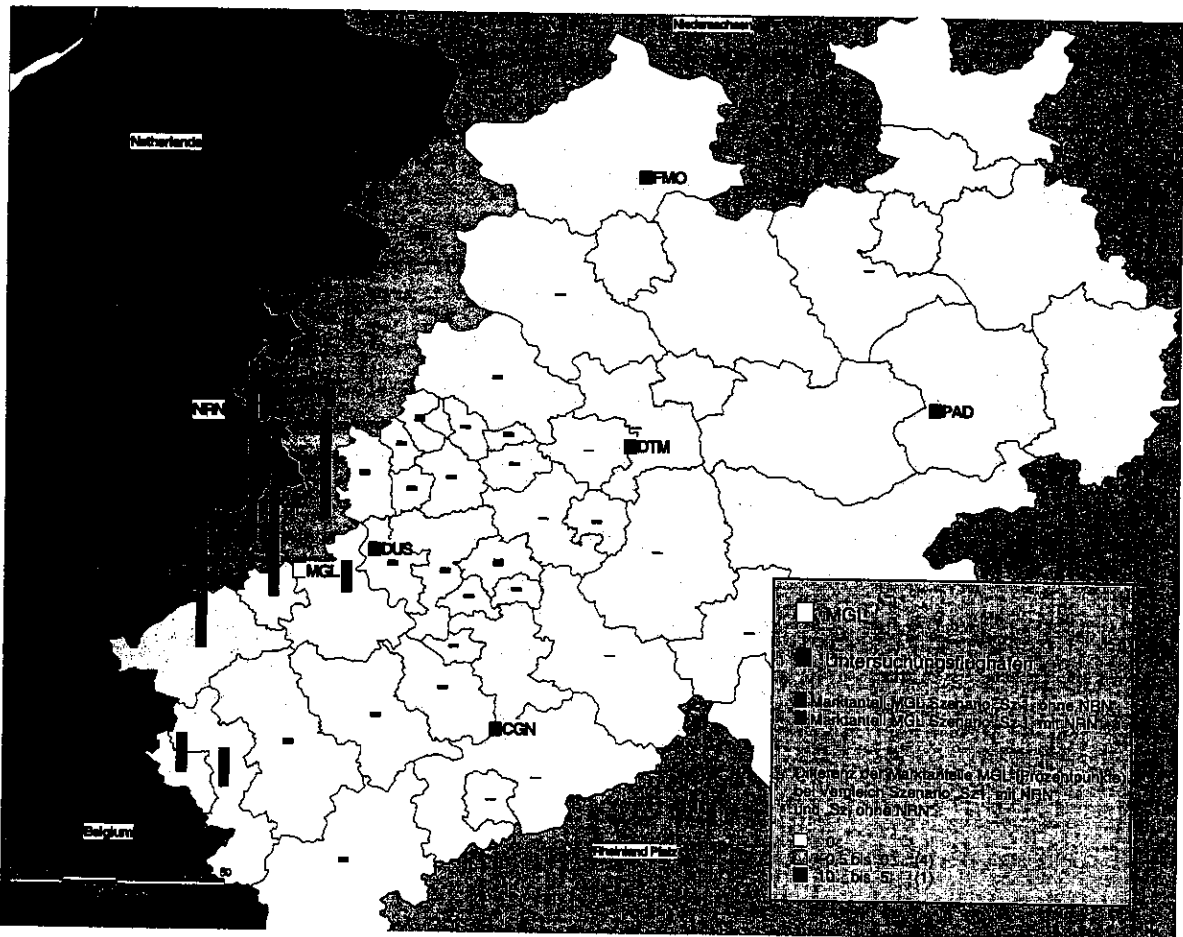 Niedersachsen
Netherlands
FMO
NRN
PAD
DTM
DUS
MGL
CGN
Belgium
Rheinland Pfalz
50
MGL
Untersuchungsflughäfen
Marktanteil MGL Szenario "Sz1 ohne NRN"
Marktanteil MGL Szenario "Sz1 mit NRN"
Differenz der Marktanteile MGL (Prozentpunkte)
bei Vergleich Szenario "Sz1 mit NRN"
und "Sz1 ohne NRN"